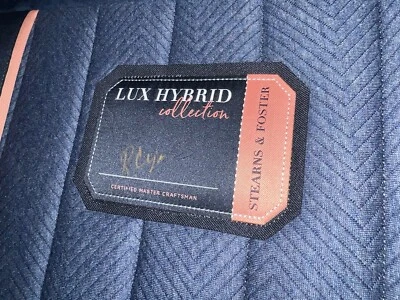 LUX HYBRID
collection
CERTIFIED MASTER CRAFTSMAN
STEARNS & FOSTER